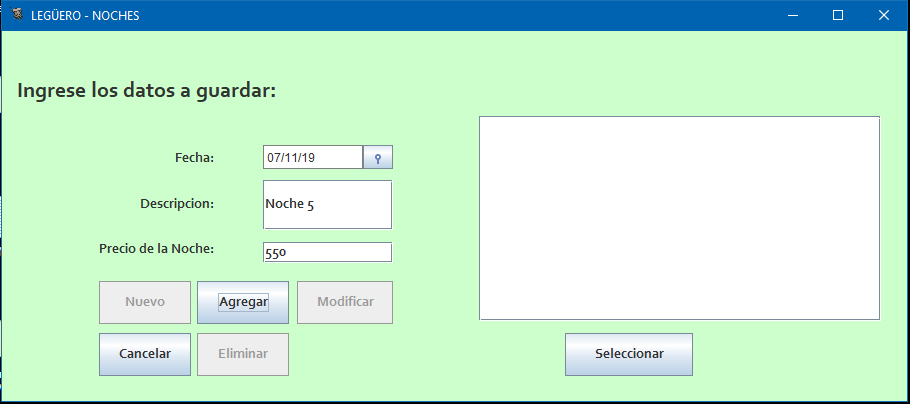 LEGÜERO - NOCHES
Ingrese los datos a guardar:
Fecha: 07/11/19
Descripcion: Noche 5
Precio de la Noche: 550
Nuevo Agregar Modificar
Cancelar Eliminar Seleccionar